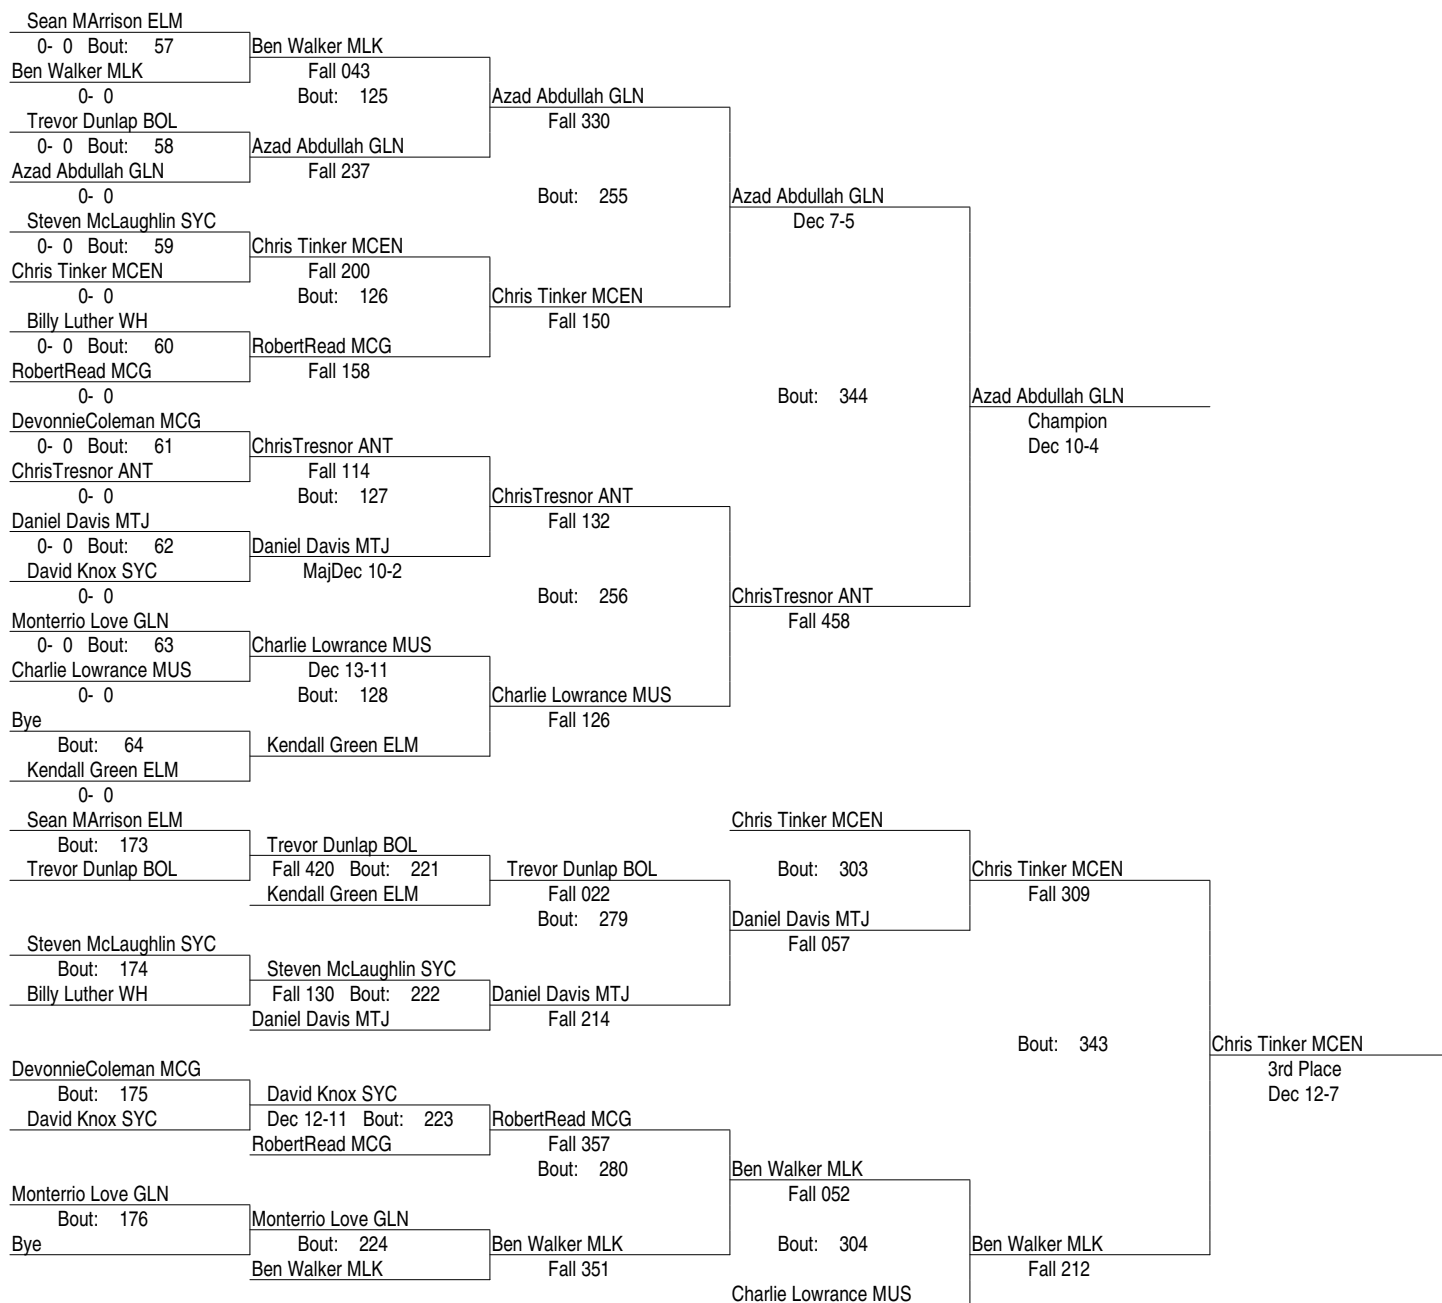 Sean MArrison ELM
0- 0 Bout: 57 Ben Walker MLK
Ben Walker MLK Fall 043
0- 0 Bout: 125 Azad Abdullah GLN
Trevor Dunlap BOL Fall 330
0- 0 Bout: 58 Azad Abdullah GLN
Azad Abdullah GLN Fall 237
0- 0 Bout: 255 Azad Abdullah GLN
Steven McLaughlin SYC Dec 7-5
0- 0 Bout: 59 Chris Tinker MCEN
Chris Tinker MCEN Fall 200
0- 0 Bout: 126 Chris Tinker MCEN
Billy Luther WH Fall 150
0- 0 Bout: 60 RobertRead MCG
RobertRead MCG Fall 158
0- 0 Bout: 344 Azad Abdullah GLN
DevonnieColeman MCG Champion
0- 0 Bout: 61 ChrisTresnor ANT Dec 10-4
ChrisTresnor ANT Fall 114
0- 0 Bout: 127 ChrisTresnor ANT
Daniel Davis MTJ Fall 132
0- 0 Bout: 62 Daniel Davis MTJ
David Knox SYC MajDec 10-2
0- 0 Bout: 256 ChrisTresnor ANT
Monterrio Love GLN Fall 458
0- 0 Bout: 63 Charlie Lowrance MUS
Charlie Lowrance MUS Dec 13-11
0- 0 Bout: 128 Charlie Lowrance MUS
Bye Fall 126
Bout: 64 Kendall Green ELM
Kendall Green ELM
0- 0
Sean MArrison ELM Chris Tinker MCEN
Bout: 173 Trevor Dunlap BOL
Trevor Dunlap BOL Fall 420 Bout: 221 Trevor Dunlap BOL Bout: 303 Chris Tinker MCEN
Kendall Green ELM Fall 022 Fall 309
Bout: 279 Daniel Davis MTJ
Steven McLaughlin SYC Fall 057
Bout: 174 Steven McLaughlin SYC
Billy Luther WH Fall 130 Bout: 222 Daniel Davis MTJ
Daniel Davis MTJ Fall 214
Bout: 343 Chris Tinker MCEN
DevonnieColeman MCG 3rd Place
Bout: 175 David Knox SYC Dec 12-7
David Knox SYC Dec 12-11 Bout: 223 RobertRead MCG
RobertRead MCG Fall 357
Bout: 280 Ben Walker MLK
Monterrio Love GLN Fall 052
Bout: 176 Monterrio Love GLN
Bye Bout: 224 Ben Walker MLK Bout: 304 Ben Walker MLK
Ben Walker MLK Fall 351 Fall 212
Charlie Lowrance MUS